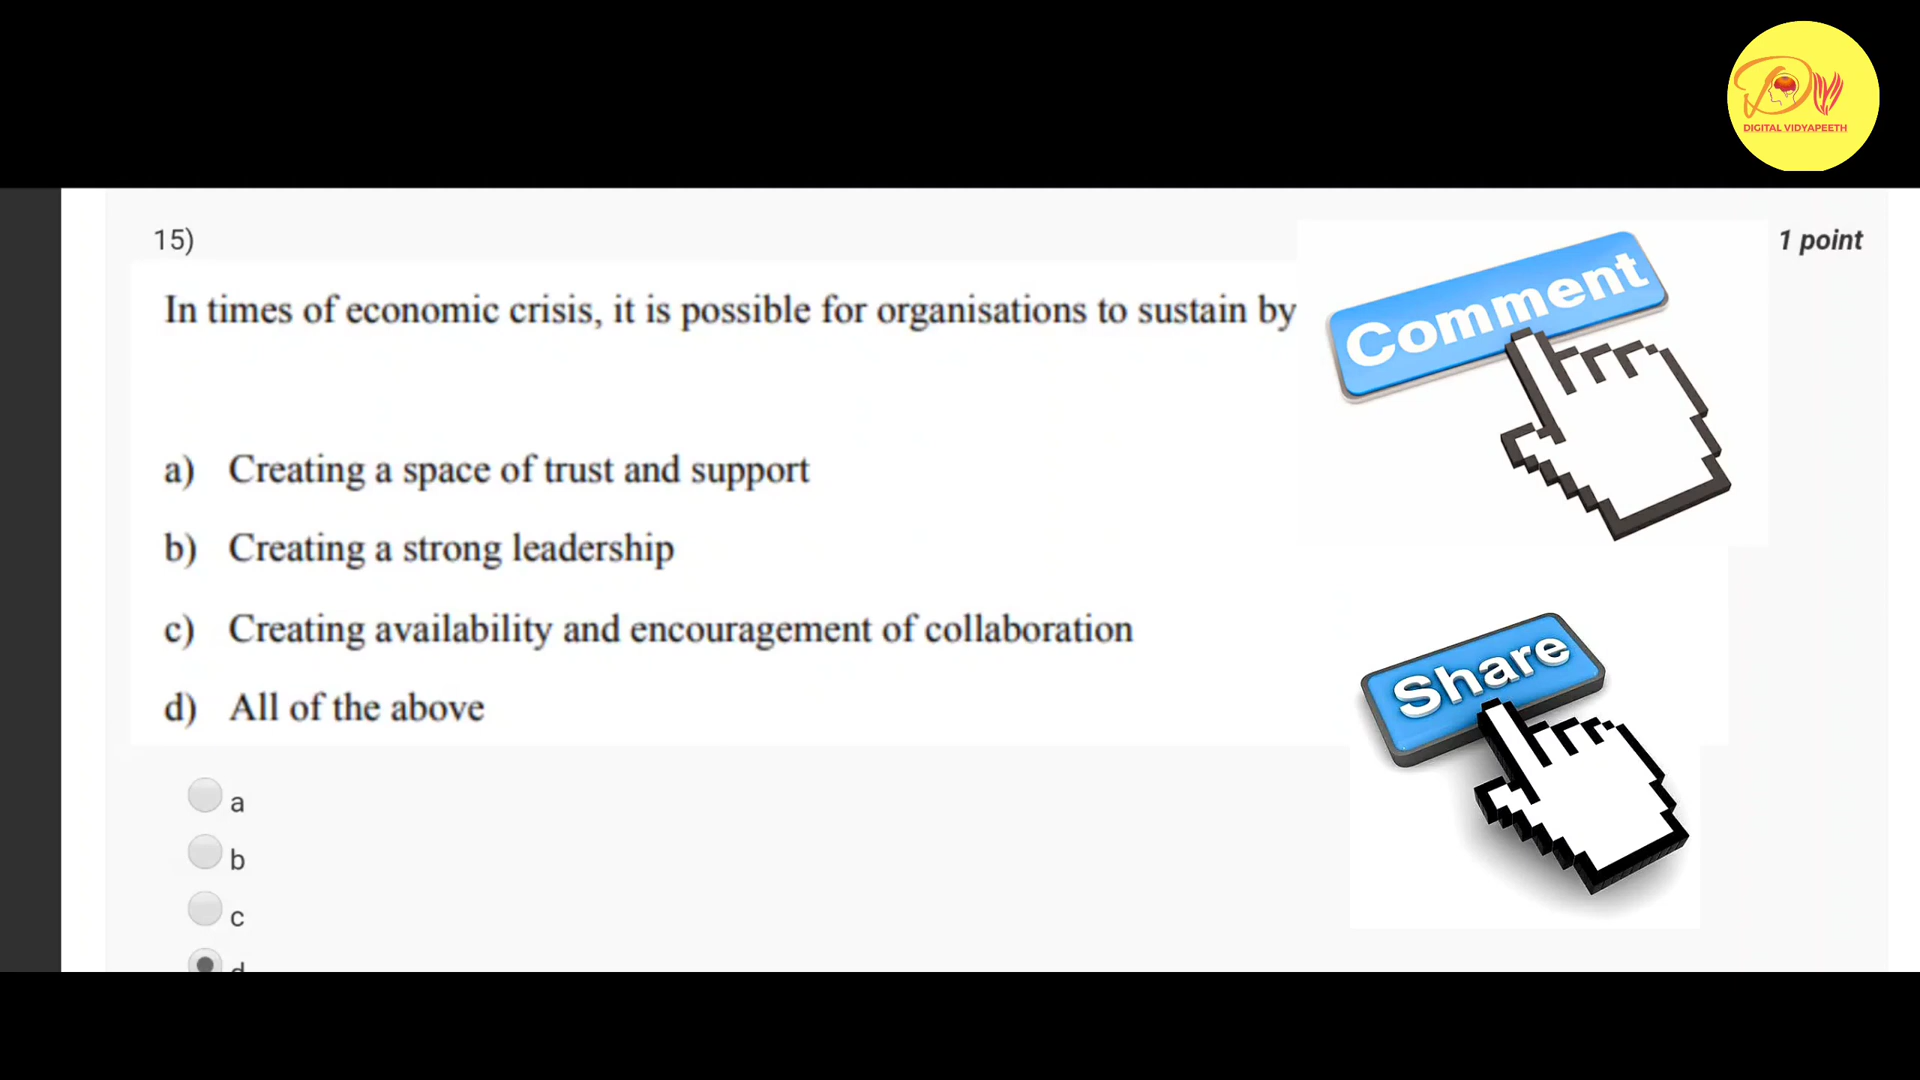 DIGITAL VIDYAPEETH
15)
1 point
In times of economic crisis, it is possible for organisations to sustain by
Comment
a) Creating a space of trust and support
b) Creating a strong leadership
c) Creating availability and encouragement of collaboration
Share
d) All of the above
a
b
c
d